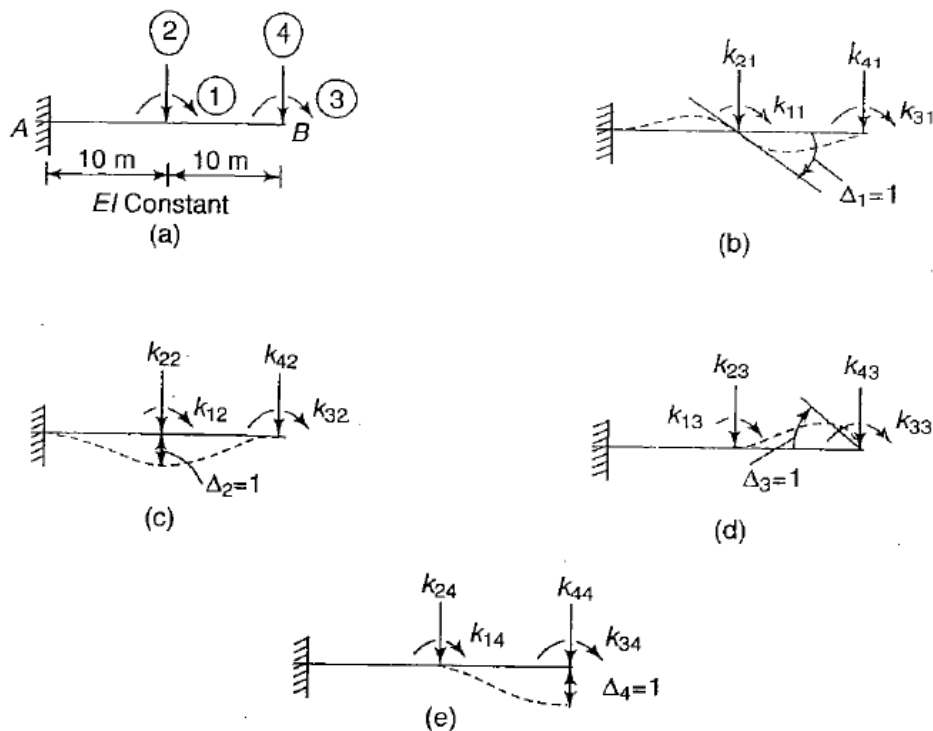 ② ④
① ③
A B
10 m 10 m
EI Constant
(a)
k21 k41
k11 k31
Δ1=1
(b)
k22 k42
k12 k32
Δ2=1
(c)
k23 k43
k13 k33
Δ3=1
(d)
k24 k44
k14 k34
Δ4=1
(e)